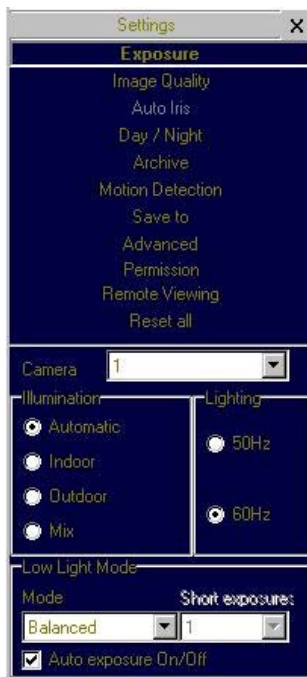 Settings X
Exposure
Image Quality
Auto Iris
Day / Night
Archive
Motion Detection
Save to
Advanced
Permission
Remote Viewing
Reset all
Camera 1
Illumination Lighting
Automatic
50Hz
Indoor
Outdoor
60Hz
Mix
Low Light Mode
Mode Short exposure:
Balanced 1
Auto exposure On/Off